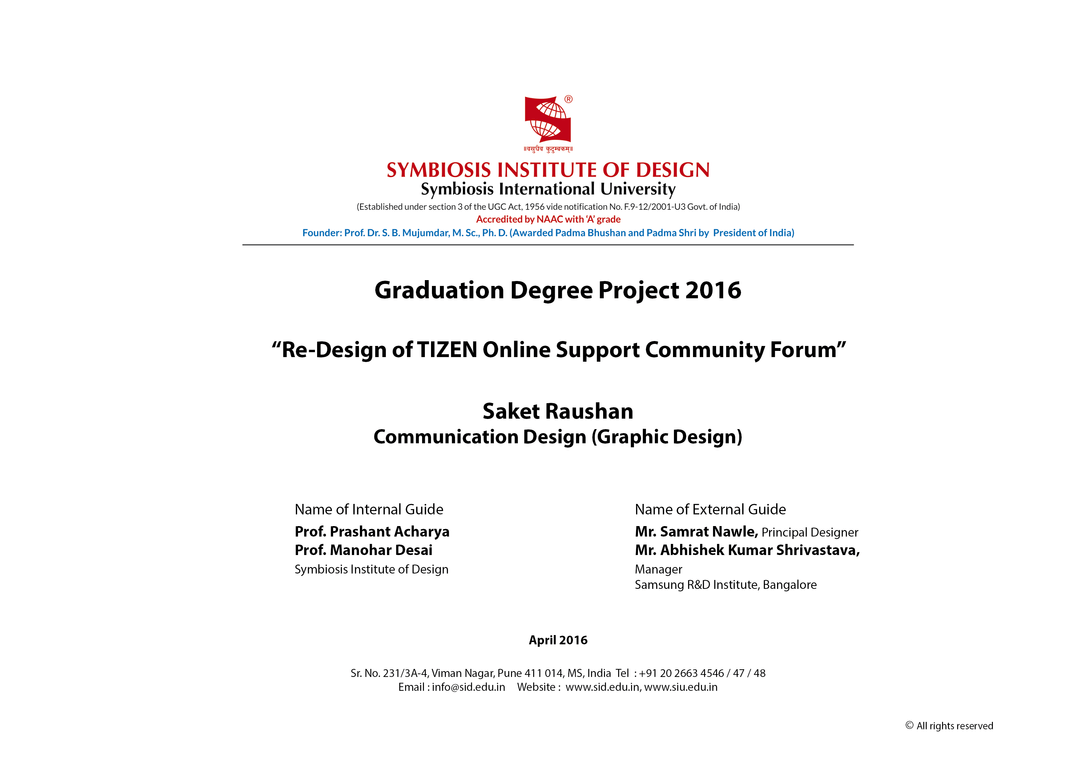 ®
॥वसुधैव कुटुम्बकम्॥
SYMBIOSIS INSTITUTE OF DESIGN
Symbiosis International University
(Established under section 3 of the UGC Act, 1956 vide notification No. F.9-12/2001-U3 Govt. of India)
Accredited by NAAC with ‘A’ grade
Founder: Prof. Dr. S. B. Mujumdar, M. Sc., Ph. D. (Awarded Padma Bhushan and Padma Shri by President of India)
Graduation Degree Project 2016
“Re-Design of TIZEN Online Support Community Forum”
Saket Raushan
Communication Design (Graphic Design)
Name of Internal Guide
Prof. Prashant Acharya
Prof. Manohar Desai
Symbiosis Institute of Design
Name of External Guide
Mr. Samrat Nawle, Principal Designer
Mr. Abhishek Kumar Shrivastava,
Manager
Samsung R&D Institute, Bangalore
April 2016
Sr. No. 231/3A-4, Viman Nagar, Pune 411 014, MS, India Tel : +91 20 2663 4546 / 47 / 48
Email : info@sid.edu.in Website : www.sid.edu.in, www.siu.edu.in
© All rights reserved